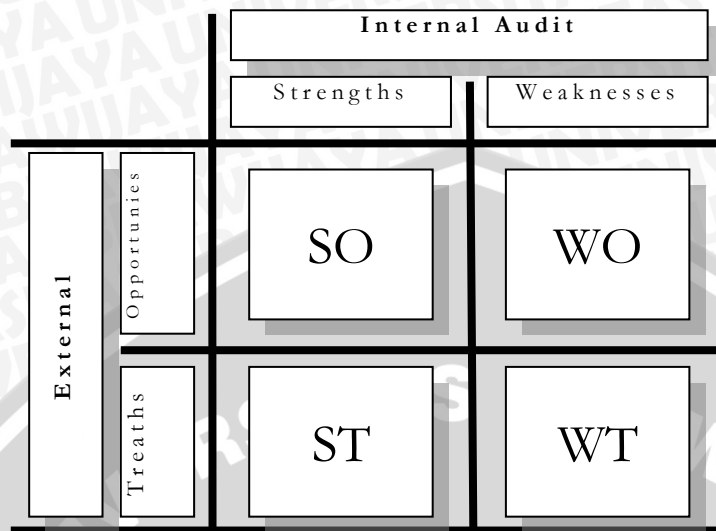 Internal Audit
Strengths Weaknesses
External
Opportunies
SO WO
Treaths
ST WT